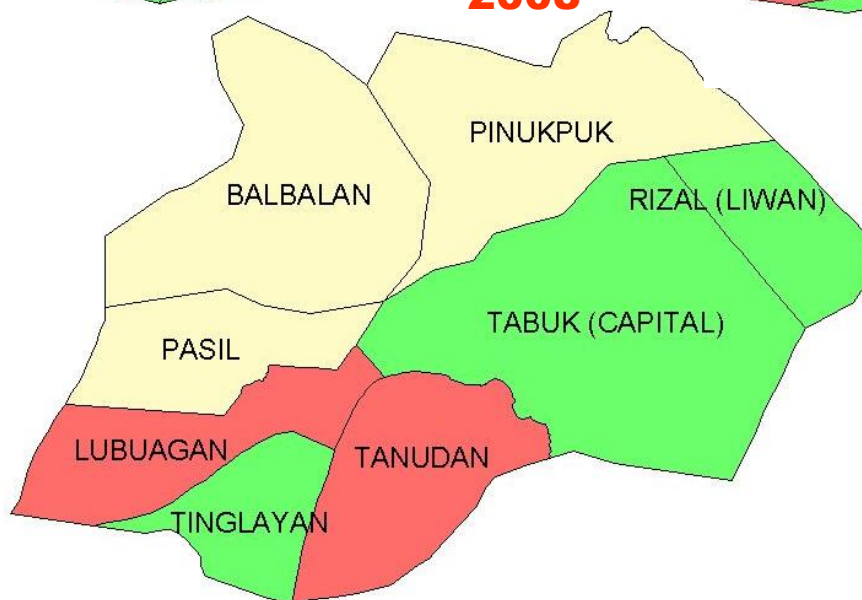 PINUKPUK
BALBALAN
RIZAL (LIWAN)
TABUK (CAPITAL)
PASIL
LUBUAGAN
TANUDAN
TINGLAYAN